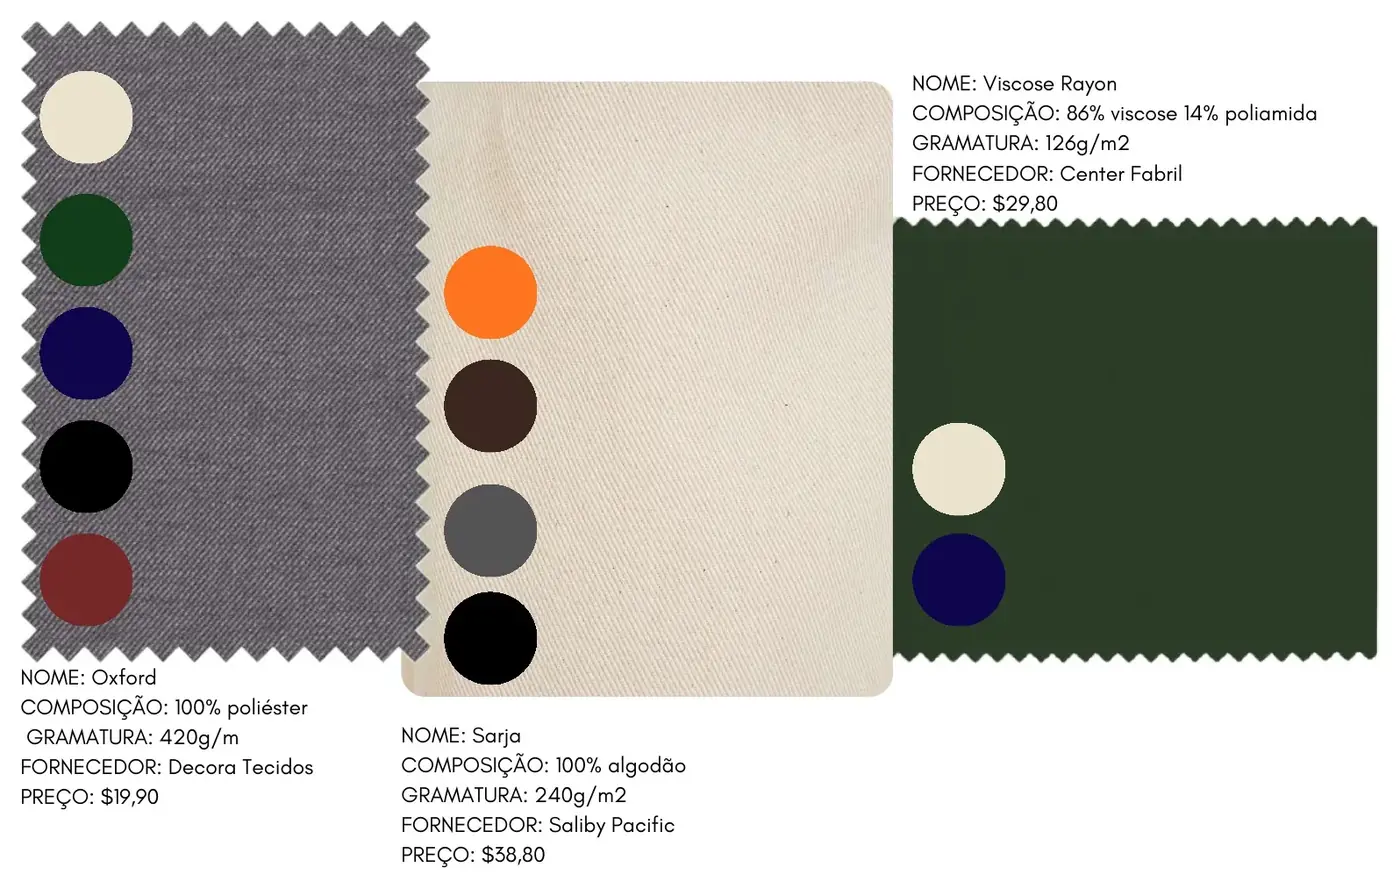 NOME: Viscose Rayon
COMPOSIÇÃO: 86% viscose 14% poliamida
GRAMATURA: 126g/m2
FORNECEDOR: Center Fabril
PREÇO: $29,80
NOME: Oxford
COMPOSIÇÃO: 100% poliéster
GRAMATURA: 420g/m
FORNECEDOR: Decora Tecidos
PREÇO: $19,90
NOME: Sarja
COMPOSIÇÃO: 100% algodão
GRAMATURA: 240g/m2
FORNECEDOR: Saliby Pacific
PREÇO: $38,80